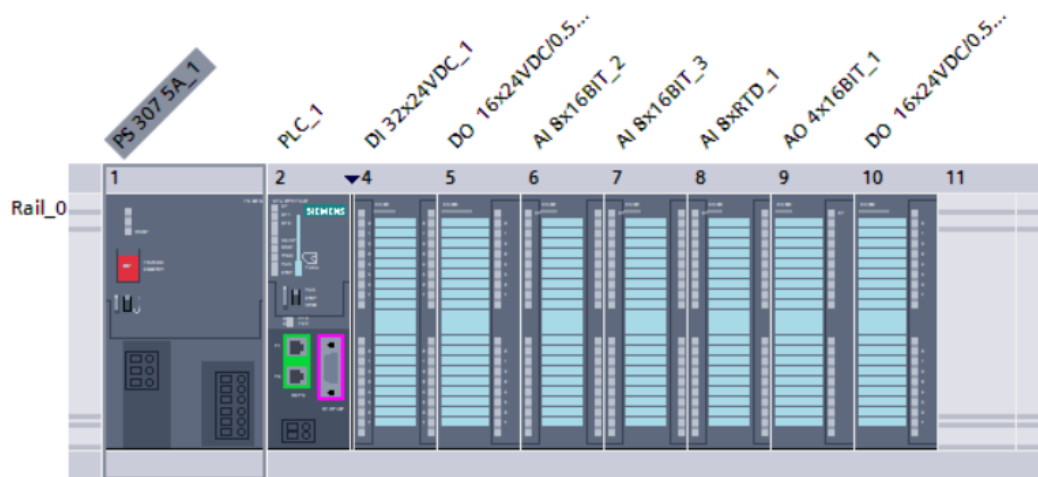 PS 307 5A_1
PLC_1
DI 32x24VDC_1
DO 16x24VDC/0.5...
AI 8x16BIT_2
AI 8x16BIT_3
AI 8xRTD_1
AO 4x16BIT_1
DO 16x24VDC/0.5...
1 2 4 5 6 7 8 9 10 11
Rail_0
SIEMENS